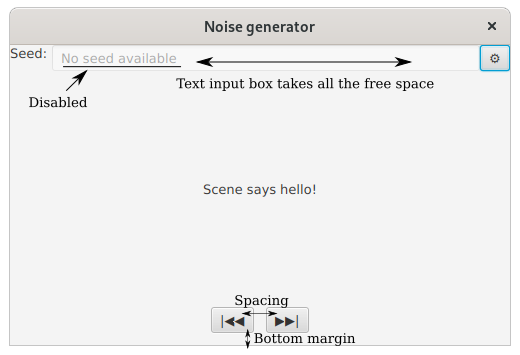 Noise generator
Seed: No seed available
Text input box takes all the free space
Disabled
Scene says hello!
Spacing
|◀◀ ▶▶|
Bottom margin